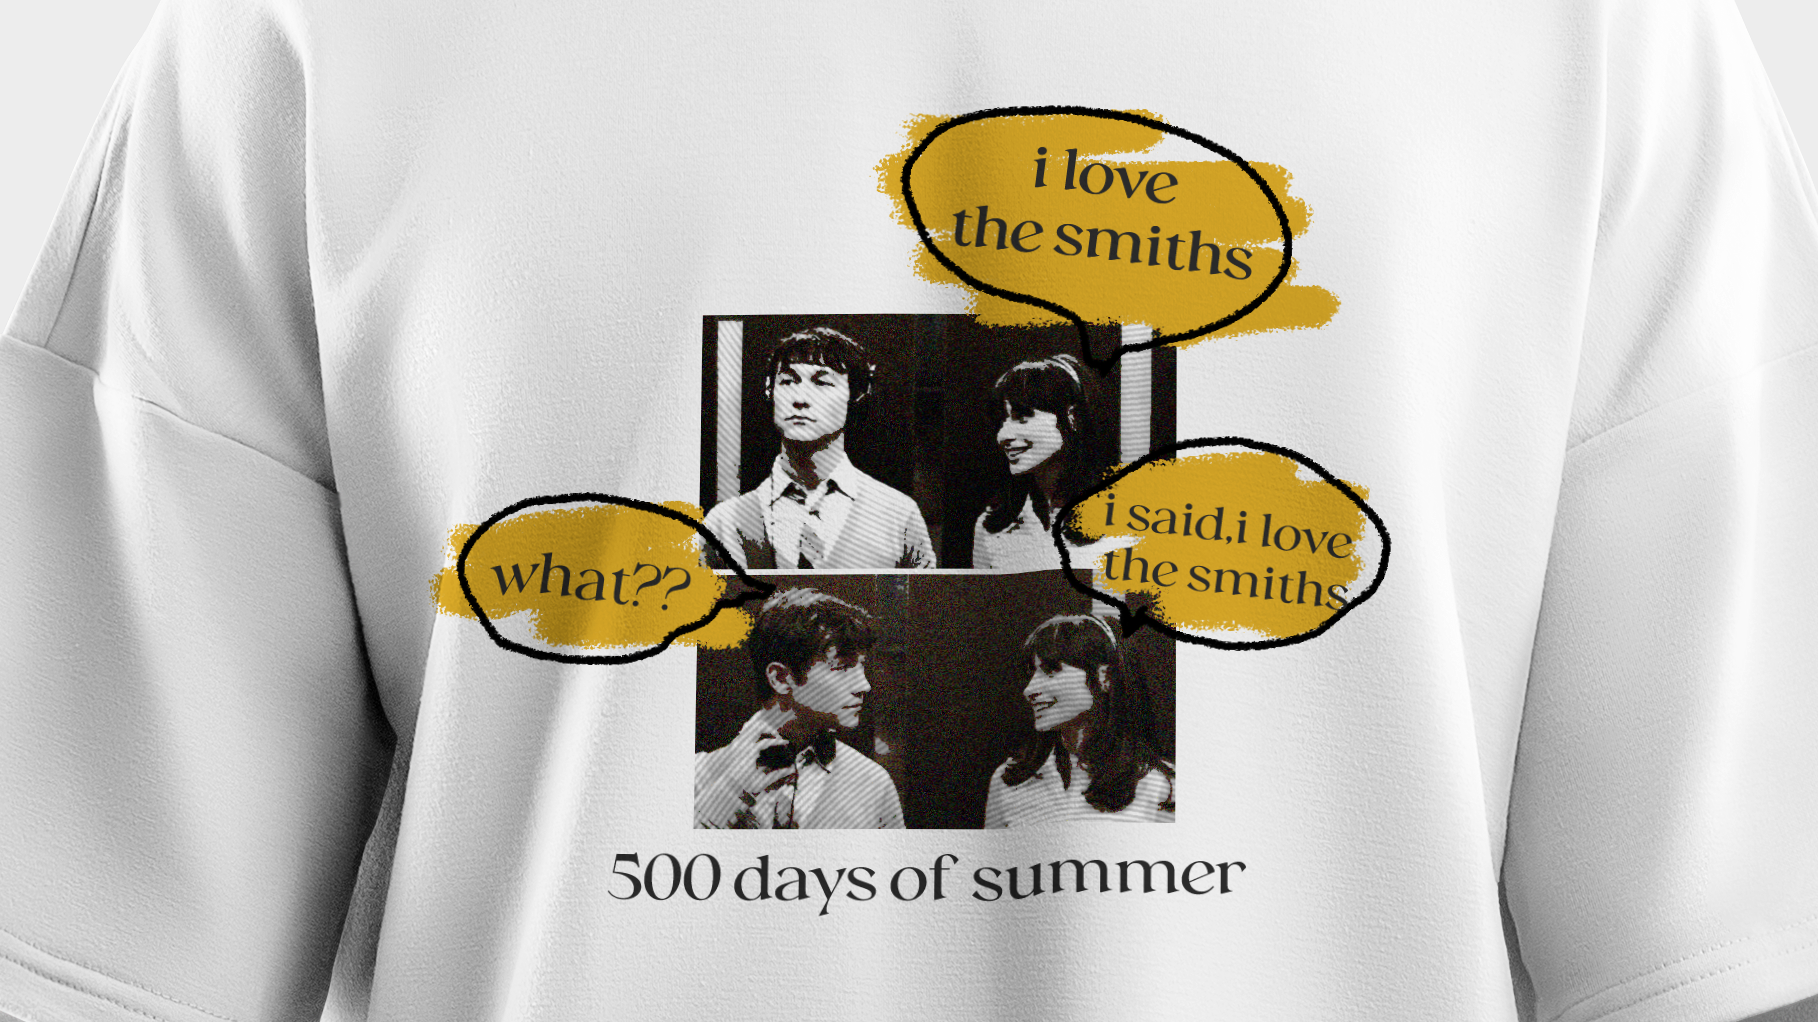 i love
the smiths
what??
i said,i love
the smiths
500 days of summer